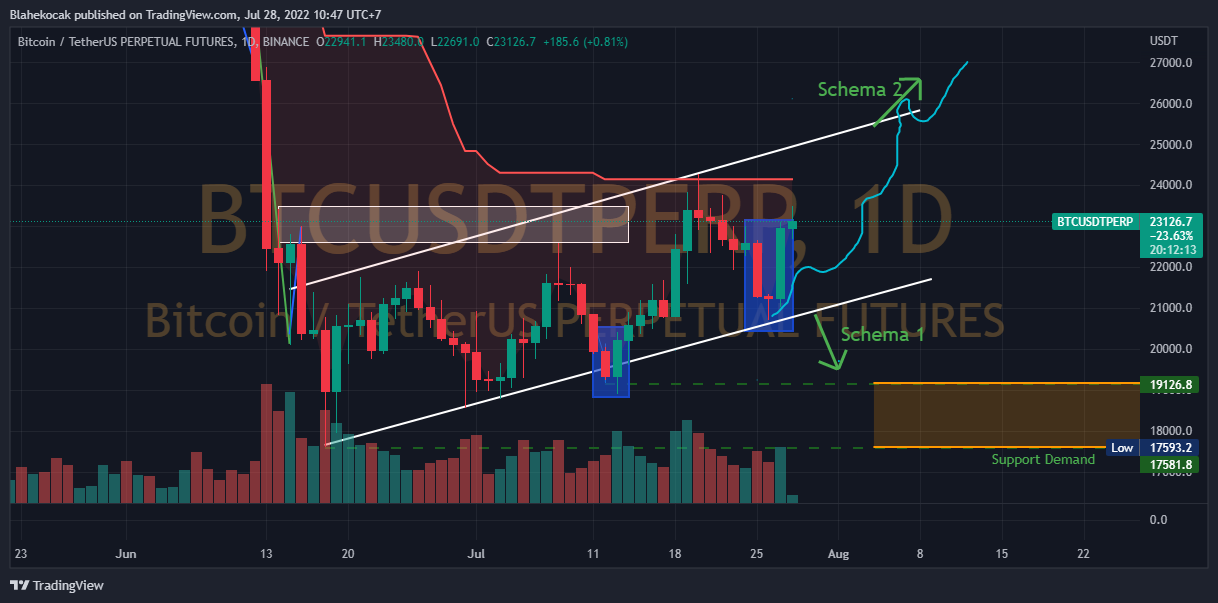 Blahekocak published on TradingView.com, Jul 28, 2022 10:47 UTC+7
Bitcoin / TetherUS PERPETUAL FUTURES, 1D, BINANCE O22941.1 H23480.0 L22691.0 C23126.7 +185.6 (+0.81%)
USDT
27000.0
Schema 2
26000.0
25000.0
24000.0
BTCUSDTPERP, 1D
BTCUSDTPERP 23126.7
−23.63%
20:12:13
22000.0
Bitcoin / TetherUS PERPETUAL FUTURES
21000.0
Schema 1
20000.0
19126.8
18000.0
Low 17593.2
Support Demand
17581.8
0.0
23 Jun 13 20 Jul 11 18 25 Aug 8 15 22
TradingView